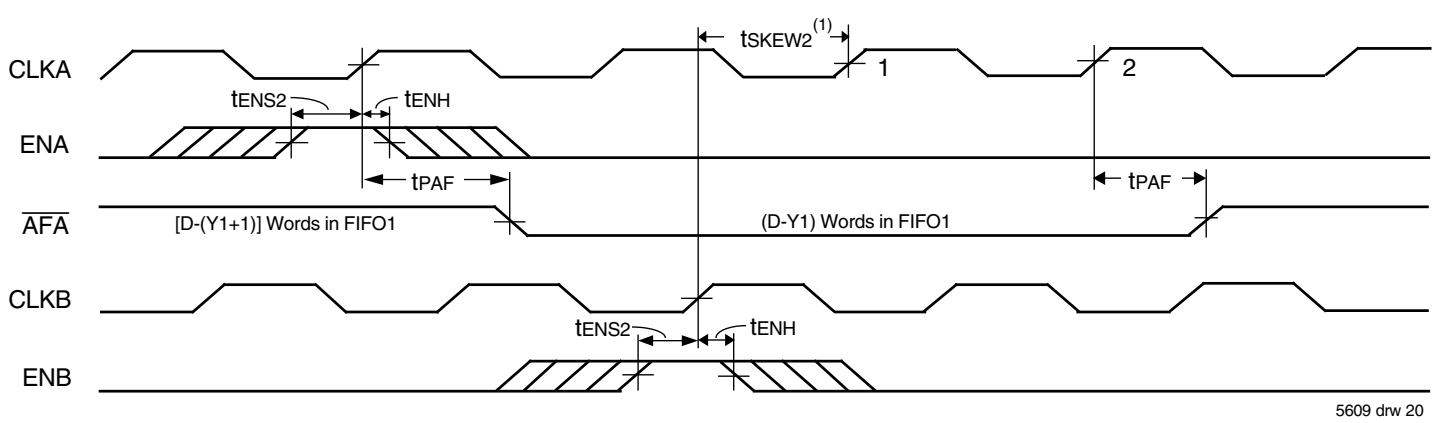 tSKEW2(1)
CLKA
1
2
tENS2
tENH
ENA
tPAF
tPAF
AFA
[D-(Y1+1)] Words in FIFO1
(D-Y1) Words in FIFO1
CLKB
tENS2
tENH
ENB
5609 drw 20